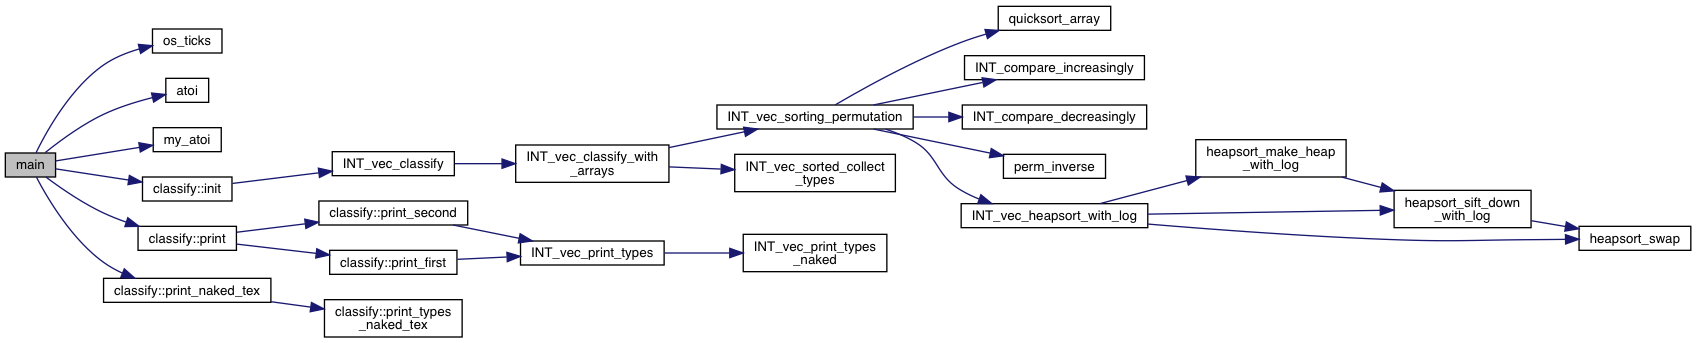 main
os_ticks
atoi
my_atoi
classify::init
classify::print
classify::print_naked_tex
INT_vec_classify
classify::print_second
classify::print_first
classify::print_types
_naked_tex
INT_vec_classify_with
_arrays
INT_vec_print_types
INT_vec_sorting_permutation
INT_vec_sorted_collect
_types
INT_vec_print_types
_naked
quicksort_array
INT_compare_increasingly
INT_compare_decreasingly
perm_inverse
INT_vec_heapsort_with_log
heapsort_make_heap
_with_log
heapsort_sift_down
_with_log
heapsort_swap